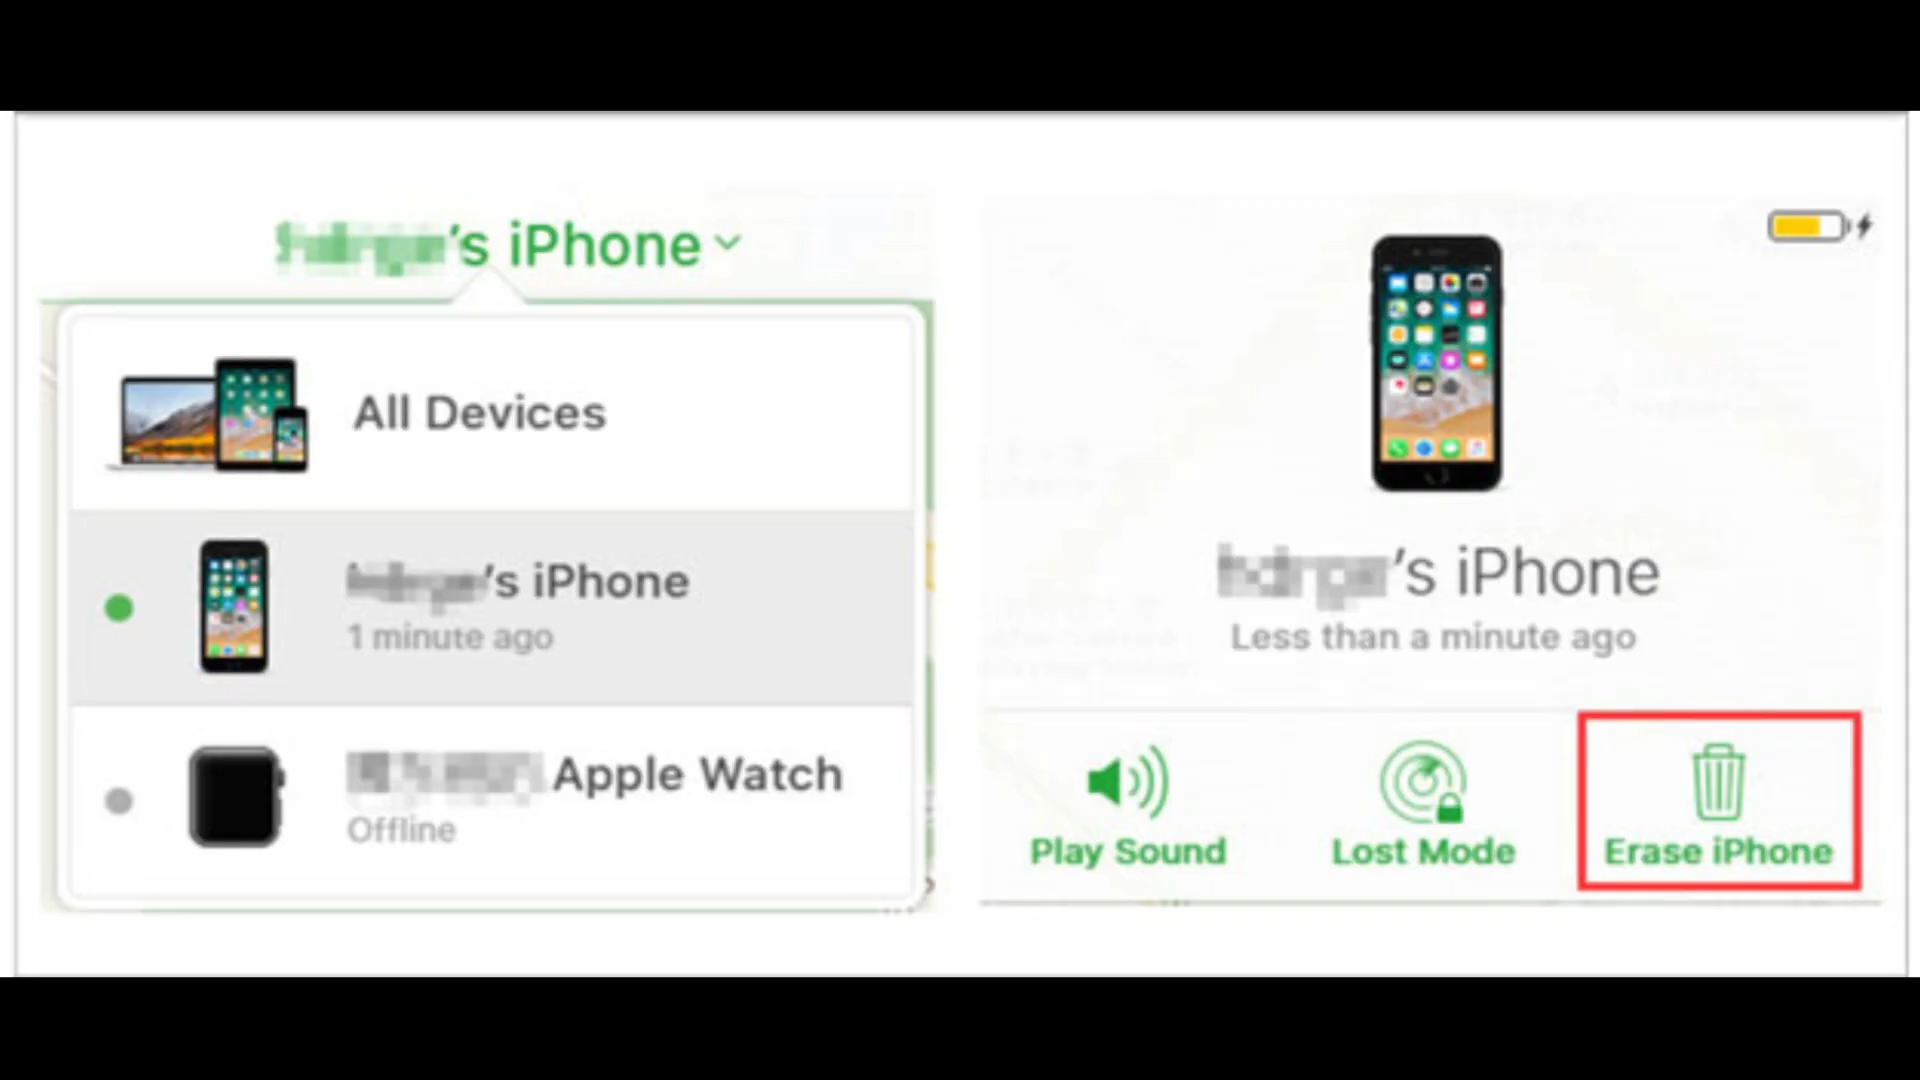 's iPhone
All Devices
's iPhone
1 minute ago
Apple Watch
Offline
's iPhone
Less than a minute ago
Play Sound
Lost Mode
Erase iPhone